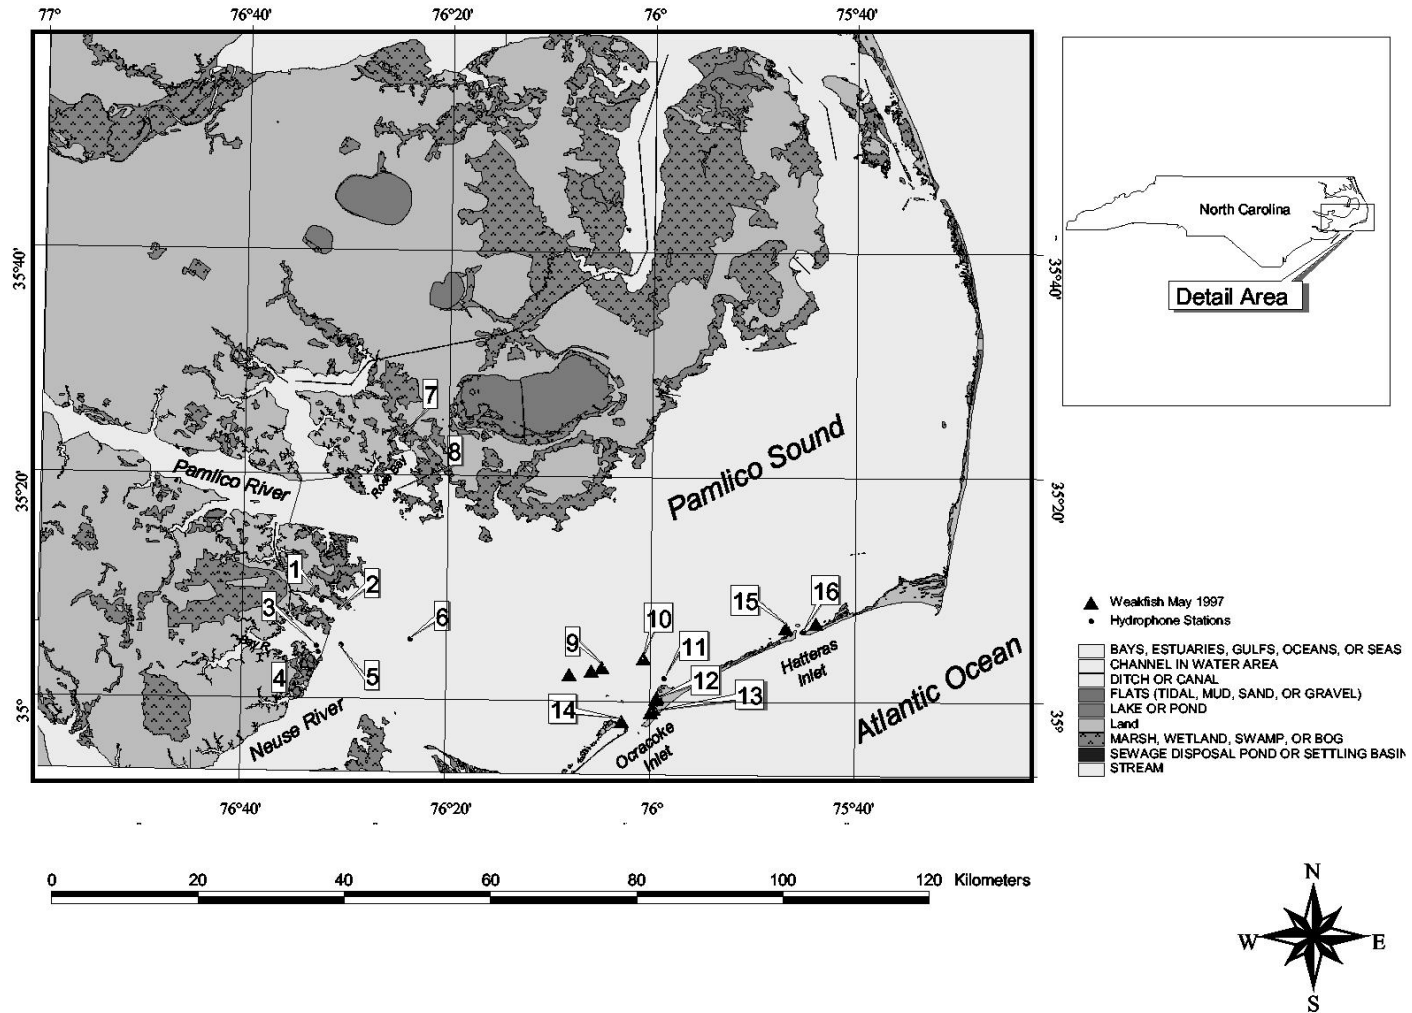 77°
76°40'
76°20'
76°
75°40'
35°40'
35°40'
North Carolina
Detail Area
7
8
Rose Bay
Pamlico Sound
Pamlico River
35°20'
35°20'
1
2
3
6
15
16
Weakfish May 1997
Hydrophone Stations
Bay R.
9
10
11
Hatteras
Inlet
BAYS, ESTUARIES, GULFS, OCEANS, OR SEAS
CHANNEL IN WATER AREA
DITCH OR CANAL
FLATS (TIDAL, MUD, SAND, OR GRAVEL)
LAKE OR POND
Land
MARSH, WETLAND, SWAMP, OR BOG
SEWAGE DISPOSAL POND OR SETTLING BASIN
STREAM
4
5
12
13
14
Atlantic Ocean
35°
35°
Neuse River
Ocracoke
Inlet
76°40'
76°20'
76°
75°40'
0
20
40
60
80
100
120
Kilometers
N
W
E
S